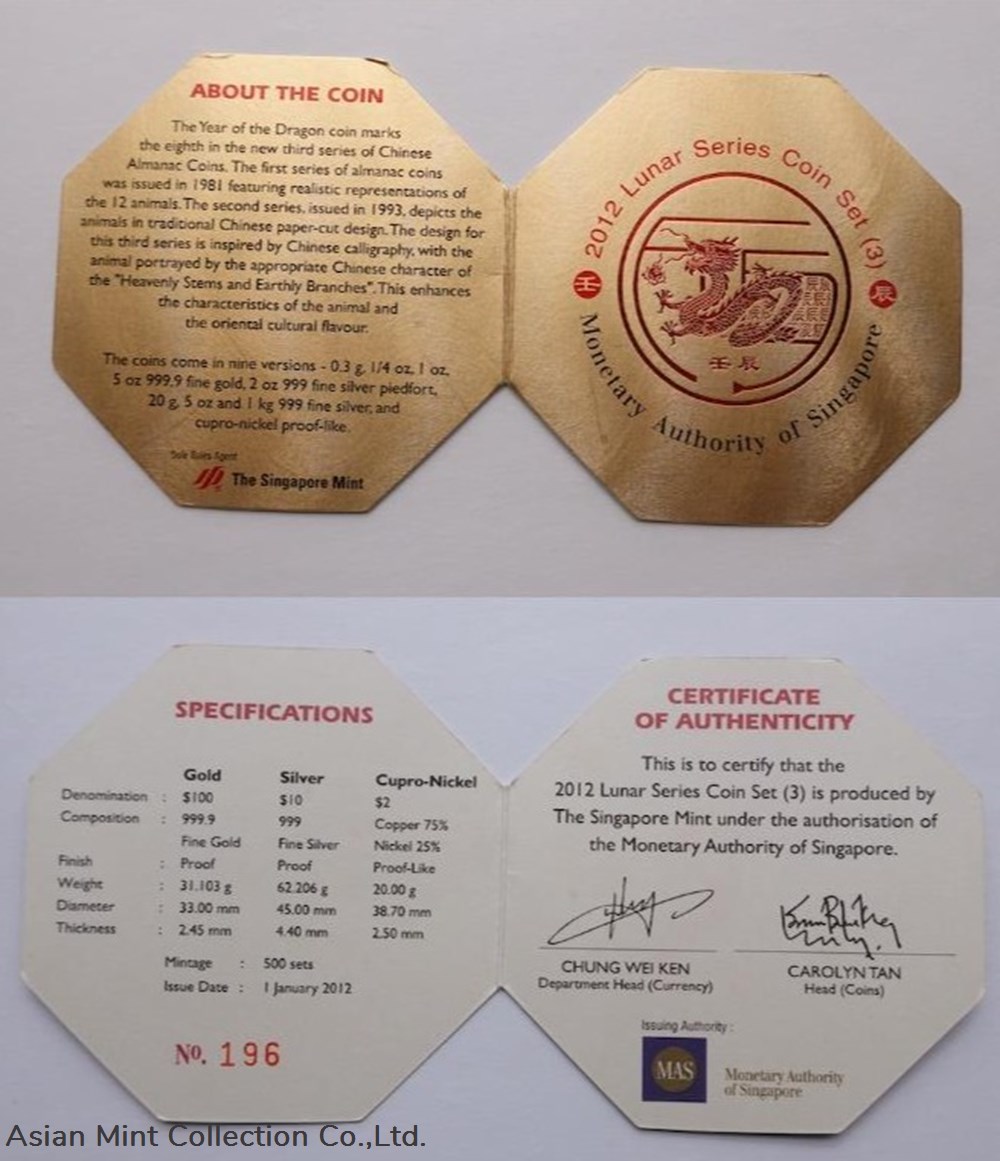 ABOUT THE COIN
The Year of the Dragon coin marks
the eighth in the new third series of Chinese
Almanac Coins. The first series of almanac coins
was issued in 1981 featuring realistic representations of
the 12 animals. The second series, issued in 1993, depicts the
animals in traditional Chinese paper-cut design. The design for
this third series is inspired by Chinese calligraphy, with the
animal portrayed by the appropriate Chinese character of
the "Heavenly Stems and Earthly Branches". This enhances
the characteristics of the animal and
the oriental cultural flavour.
The coins come in nine versions - 0.3 g, 1/4 oz, 1 oz,
5 oz 999.9 fine gold, 2 oz 999 fine silver piedfort,
20 g, 5 oz and 1 kg 999 fine silver, and
cupro-nickel proof-like.
Sole Sales Agent
The Singapore Mint
2012 Lunar Series Coin Set (3)
壬 辰
壬辰
Monetary Authority of Singapore
SPECIFICATIONS
Gold Silver Cupro-Nickel
Denomination : $100 $10 $2
Composition : 999.9 999 Copper 75%
Fine Gold Fine Silver Nickel 25%
Finish : Proof Proof Proof-Like
Weight : 31.103 g 62.206 g 20.00 g
Diameter : 33.00 mm 45.00 mm 38.70 mm
Thickness : 2.45 mm 4.40 mm 2.50 mm
Mintage : 500 sets
Issue Date : 1 January 2012
No. 196
CERTIFICATE
OF AUTHENTICITY
This is to certify that the
2012 Lunar Series Coin Set (3) is produced by
The Singapore Mint under the authorisation of
the Monetary Authority of Singapore.
CHUNG WEI KEN
Department Head (Currency)
CAROLYN TAN
Head (Coins)
Issuing Authority :
MAS
Monetary Authority
of Singapore
Asian Mint Collection Co.,Ltd.